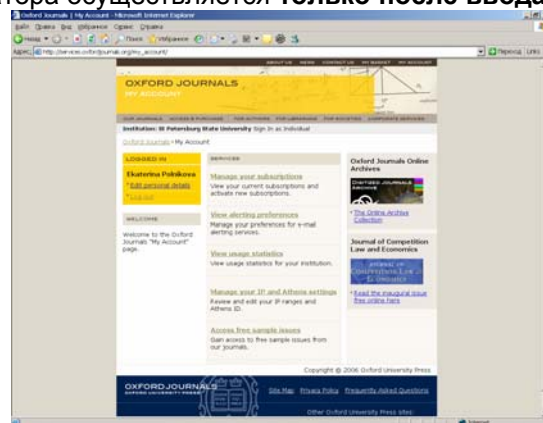 тора осуществляется только после ввода
Oxford Journals | My Account - Microsoft Internet Explorer
Файл Правка Вид Избранное Сервис Справка
Назад Поиск Избранное
Адрес: http://services.oxfordjournals.org/my_account/ Переход Links
ABOUT US NEWS CONTACT US MY BASKET MY ACCOUNT
OXFORD JOURNALS
MY ACCOUNT
OUR JOURNALS ACCESS & PURCHASE FOR AUTHORS FOR LIBRARIANS FOR SOCIETIES CORPORATE SERVICES
Institution: St Petersburg State University Sign In as Individual
Oxford Journals > My Account
LOGGED IN
Ekaterina Polnikova
Edit personal details
Log out
WELCOME
Welcome to the Oxford
Journals "My Account"
page.
SERVICES
Manage your subscriptions
View your current subscriptions and
activate new subscriptions.
View alerting preferences
Manage your preferences for e-mail
alerting services.
View usage statistics
View usage statistics for your institution.
Manage your IP and Athens settings
Review and edit your IP ranges and
Athens ID.
Access free sample issues
Gain access to free sample issues from
our journals.
Oxford Journals Online
Archives
DIGITIZED JOURNALS
ARCHIVE
The Online Archive
Collection
Journal of Competition
Law and Economics
JOURNAL OF
COMPETITION LAW &
ECONOMICS
Read the inaugural issue
free online here
Copyright © 2006 Oxford University Press
OXFORD JOURNALS
OXFORD UNIVERSITY PRESS
Site Map Privacy Policy Frequently Asked Questions
Other Oxford University Press sites: